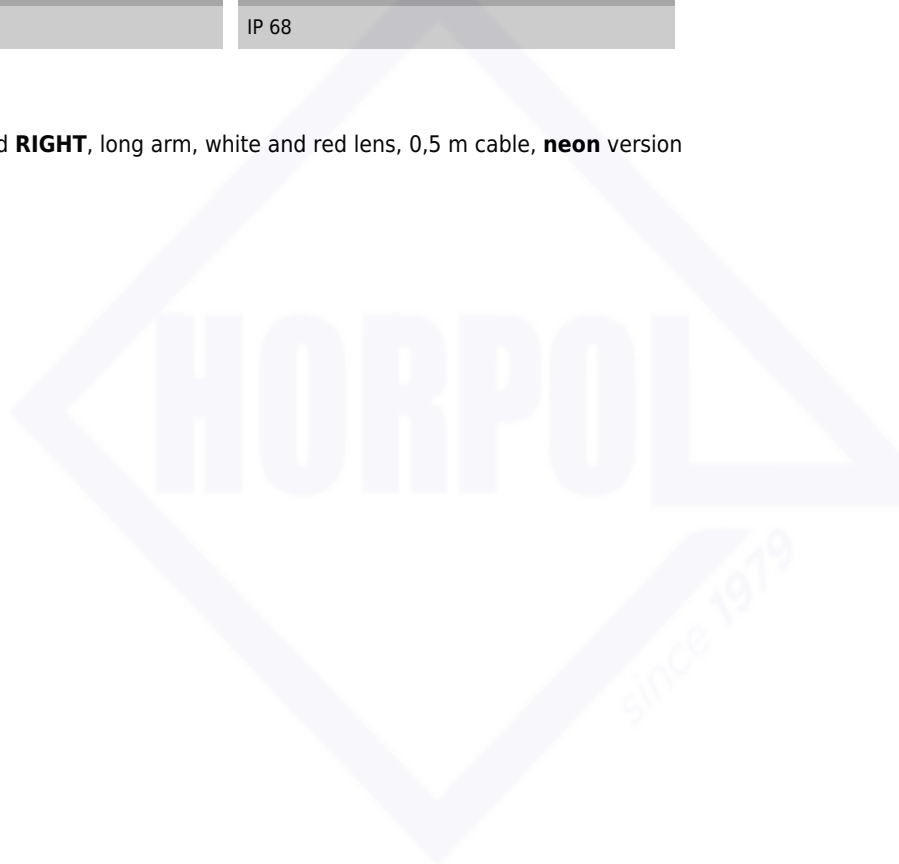 IP 68
d RIGHT, long arm, white and red lens, 0,5 m cable, neon version
HORPOL
since 1979